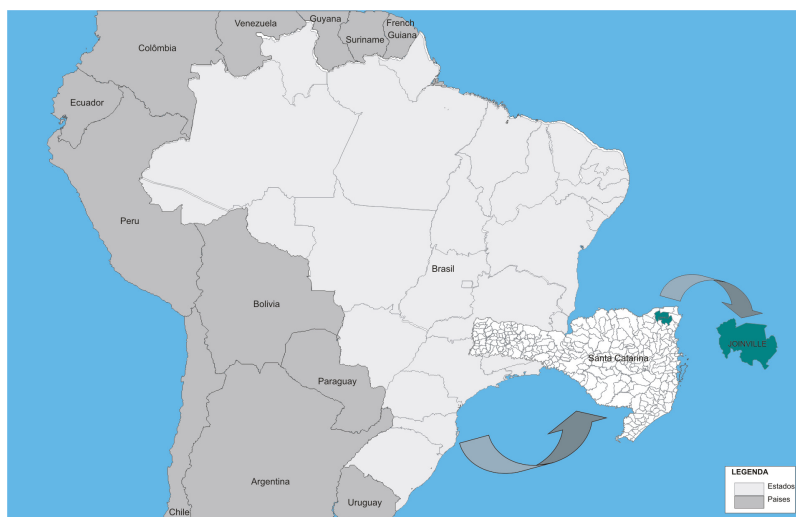 Guyana
French
Guiana
Venezuela
Suriname
Colômbia
Ecuador
Peru
Brasil
Bolivia
JOINVILLE
Santa Catarina
Paraguay
Argentina
Uruguay
Chile
LEGENDA
Estados
Paises